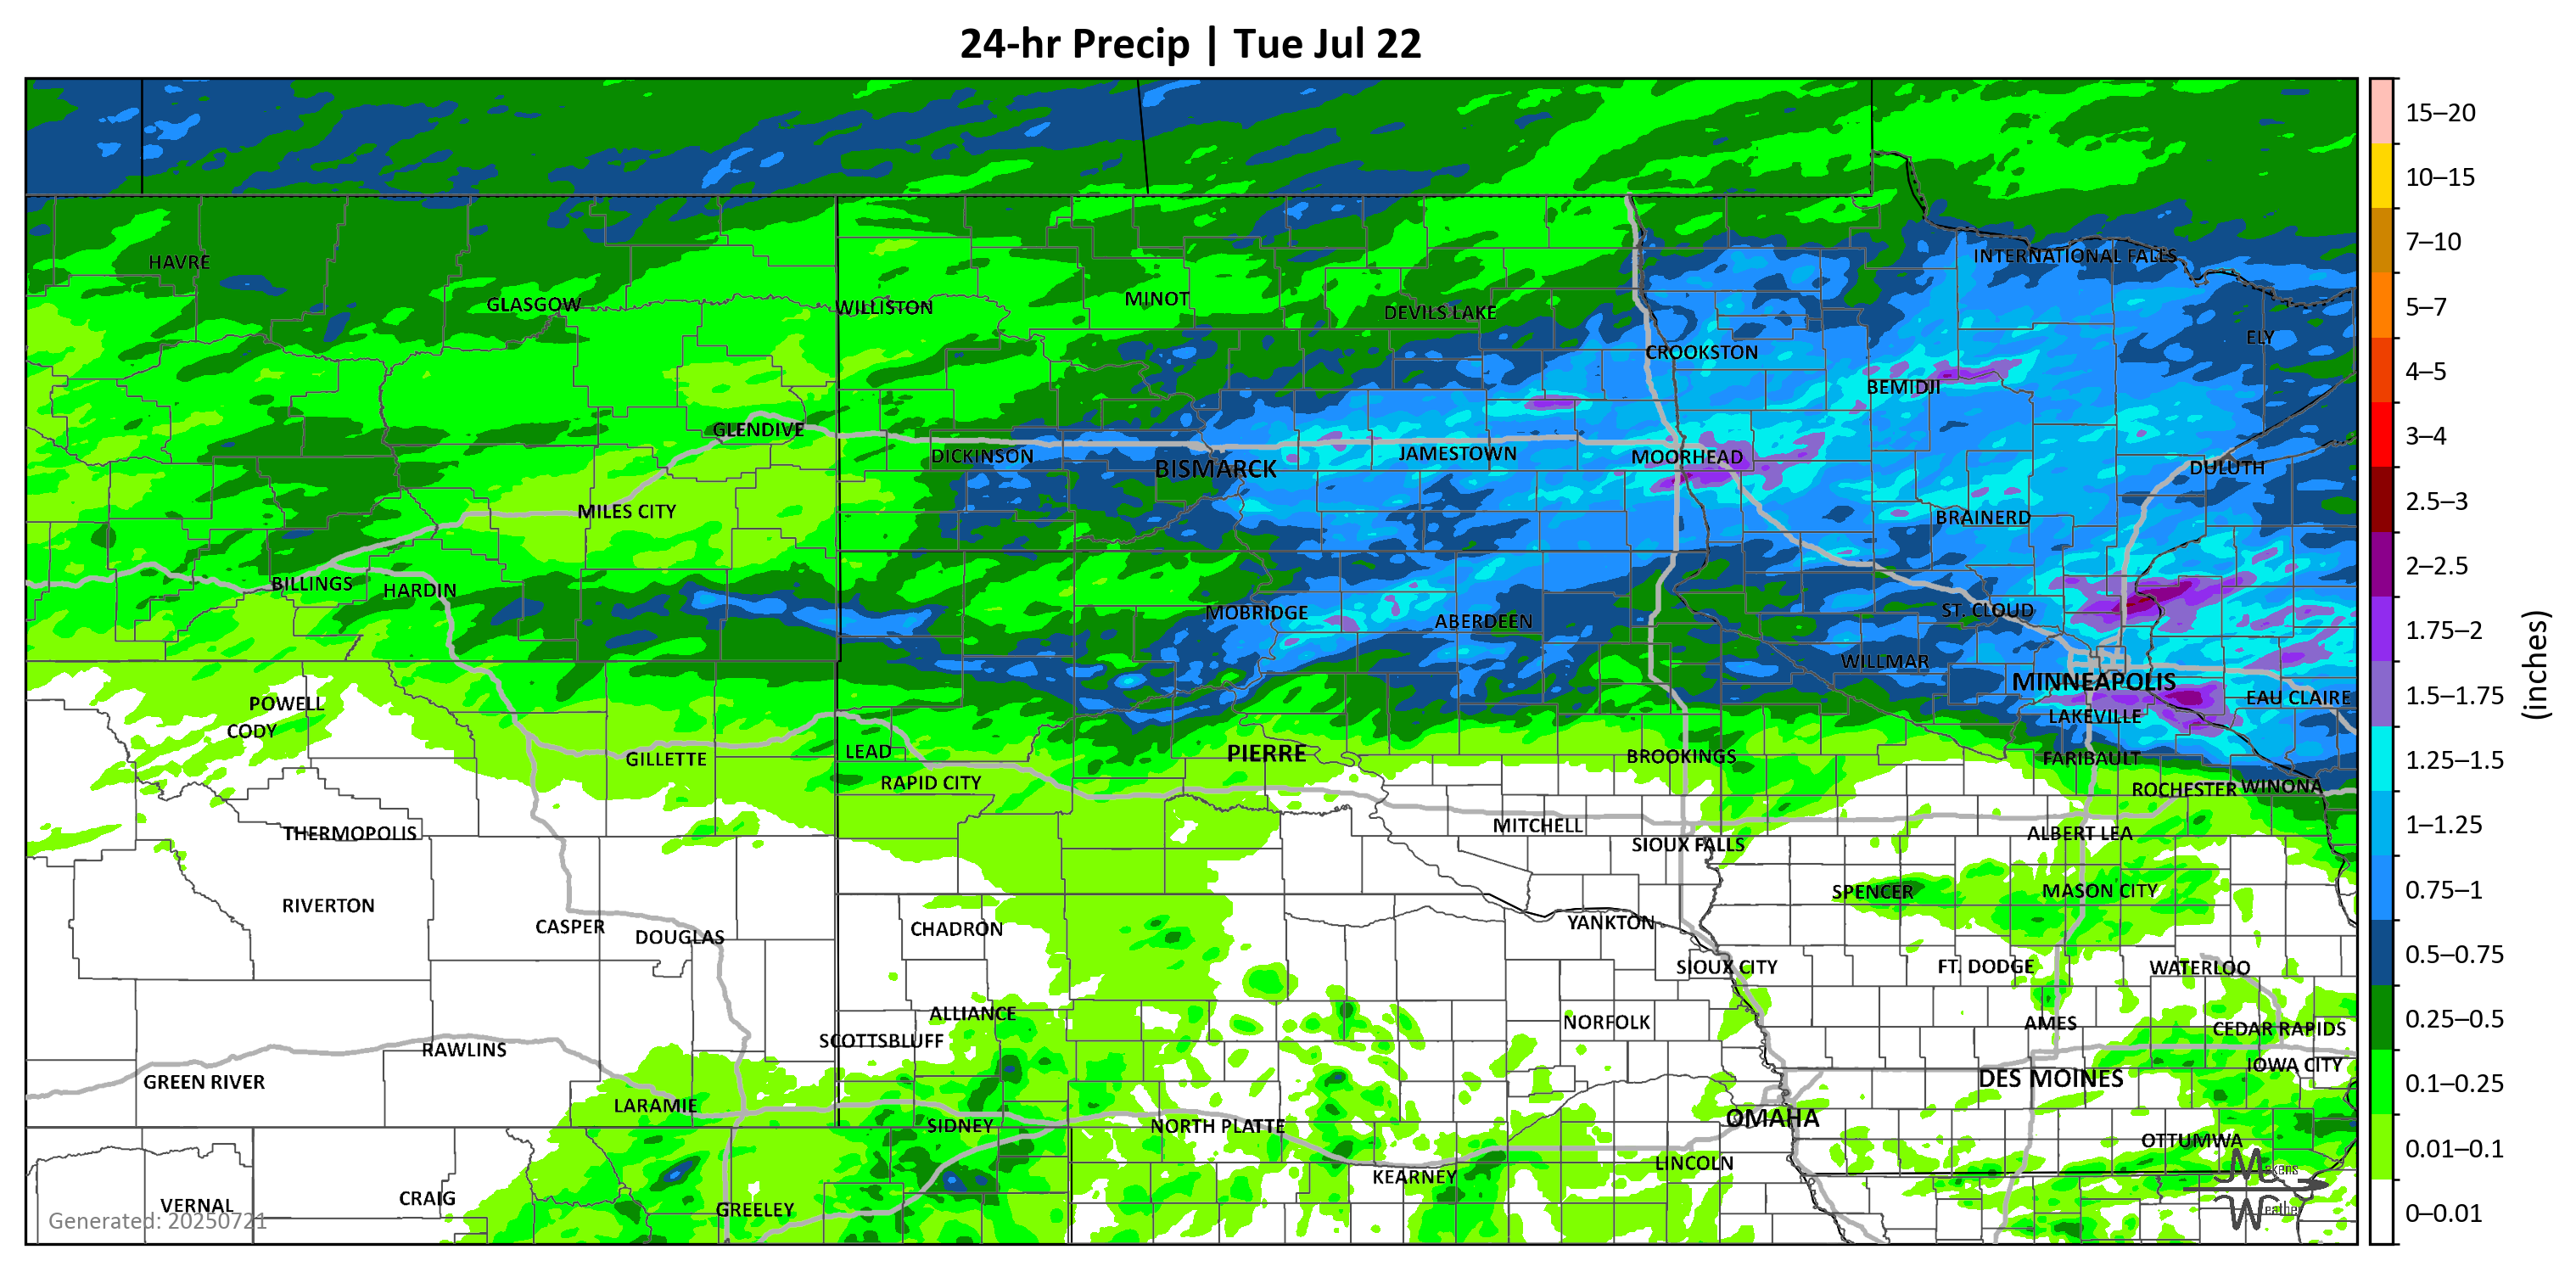 24-hr Precip | Tue Jul 22
15–20
10–15
7–10
5–7
4–5
3–4
2.5–3
2–2.5
1.75–2
1.5–1.75
1.25–1.5
1–1.25
0.75–1
0.5–0.75
0.25–0.5
0.1–0.25
0.01–0.1
0–0.01
(inches)
HAVRE
INTERNATIONAL FALLS
GLASGOW
WILLISTON
MINOT
DEVILS LAKE
ELY
CROOKSTON
BEMIDJI
GLENDIVE
DICKINSON
BISMARCK
JAMESTOWN
MOORHEAD
DULUTH
MILES CITY
BRAINERD
BILLINGS
HARDIN
MOBRIDGE
ABERDEEN
ST. CLOUD
WILLMAR
MINNEAPOLIS
EAU CLAIRE
POWELL
CODY
LAKEVILLE
GILLETTE
LEAD
PIERRE
BROOKINGS
FARIBAULT
RAPID CITY
ROCHESTER
WINONA
THERMOPOLIS
MITCHELL
SIOUX FALLS
ALBERT LEA
RIVERTON
SPENCER
MASON CITY
CASPER
DOUGLAS
CHADRON
YANKTON
SIOUX CITY
FT. DODGE
WATERLOO
ALLIANCE
SCOTTSBLUFF
NORFOLK
AMES
CEDAR RAPIDS
RAWLINS
GREEN RIVER
IOWA CITY
DES MOINES
LARAMIE
SIDNEY
NORTH PLATTE
OMAHA
OTTUMWA
LINCOLN
KEARNEY
VERNAL
CRAIG
GREELEY
Generated: 20250721
Makens
Weather